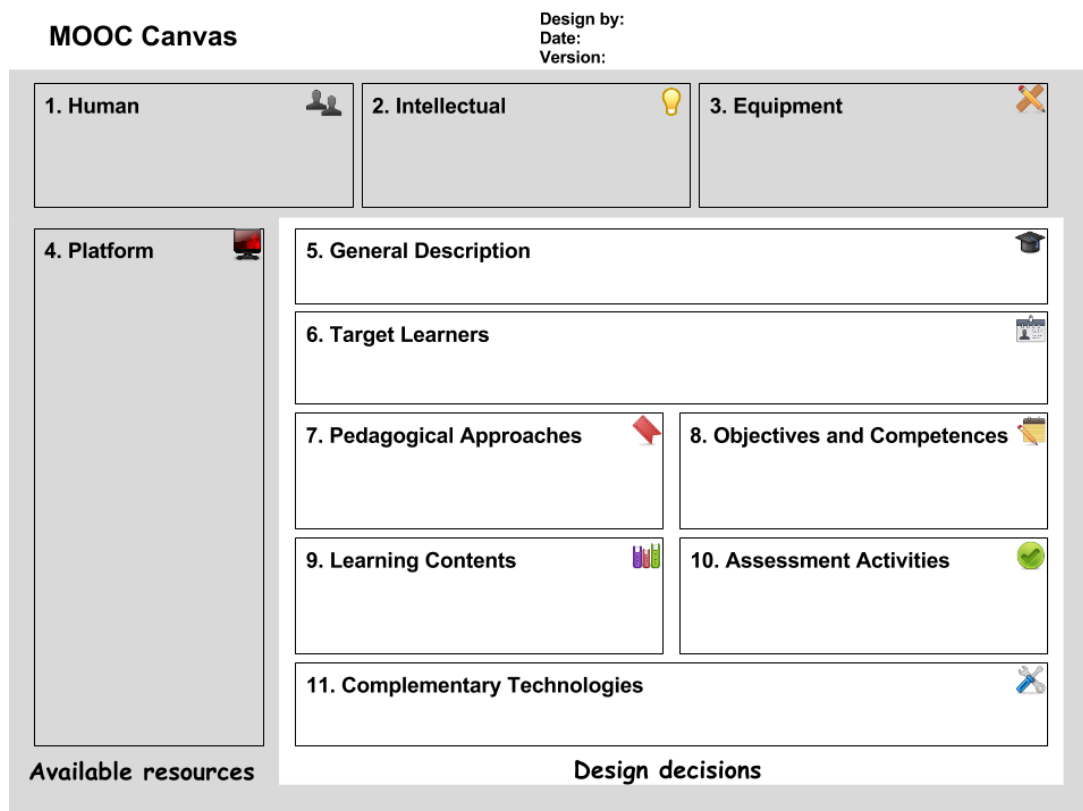 MOOC Canvas
Design by:
Date:
Version:
1. Human
2. Intellectual
3. Equipment
4. Platform
5. General Description
6. Target Learners
7. Pedagogical Approaches
8. Objectives and Competences
9. Learning Contents
10. Assessment Activities
11. Complementary Technologies
Available resources
Design decisions